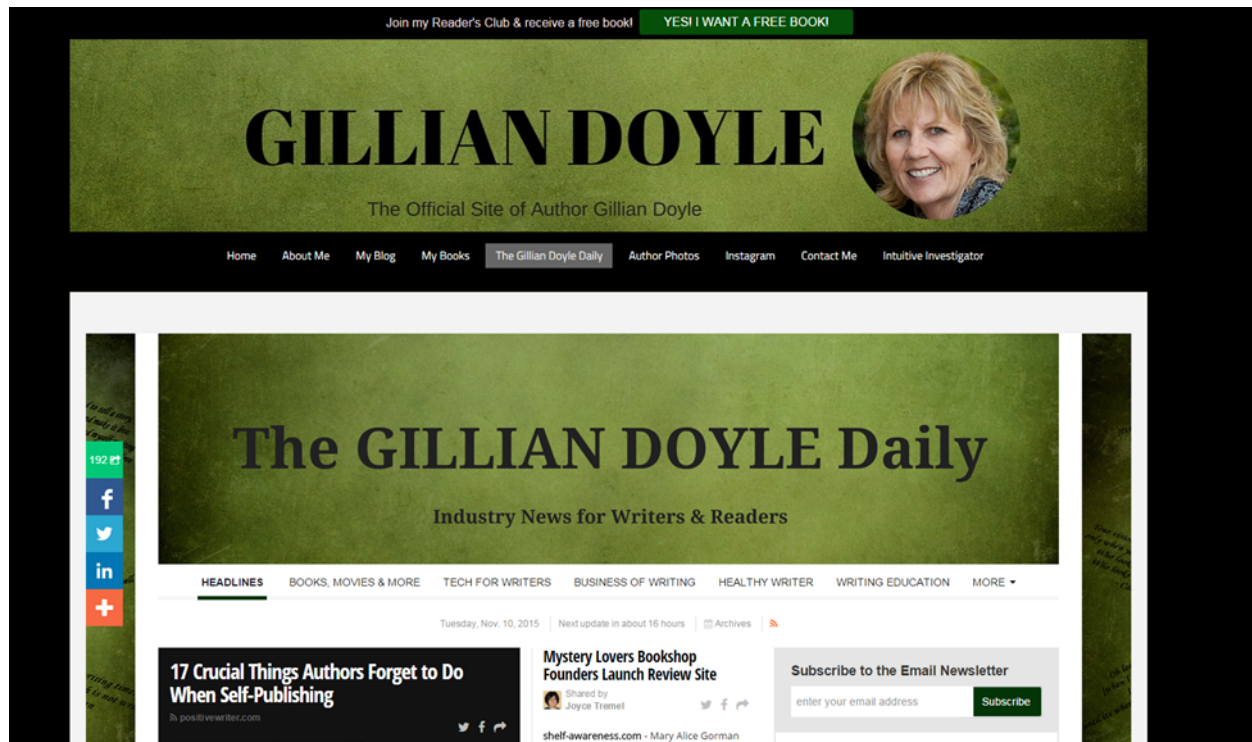 Join my Reader's Club & receive a free book!
YES! I WANT A FREE BOOK!
GILLIAN DOYLE
The Official Site of Author Gillian Doyle
Home About Me My Blog My Books The Gillian Doyle Daily Author Photos Instagram Contact Me Intuitive Investigator
The GILLIAN DOYLE Daily
Industry News for Writers & Readers
192
HEADLINES BOOKS, MOVIES & MORE TECH FOR WRITERS BUSINESS OF WRITING HEALTHY WRITER WRITING EDUCATION MORE
Tuesday, Nov. 10, 2015 Next update in about 16 hours Archives
17 Crucial Things Authors Forget to Do
When Self-Publishing
positivewriter.com
Mystery Lovers Bookshop
Founders Launch Review Site
Shared by
Joyce Tremel
shelf-awareness.com - Mary Alice Gorman
Subscribe to the Email Newsletter
enter your email address Subscribe